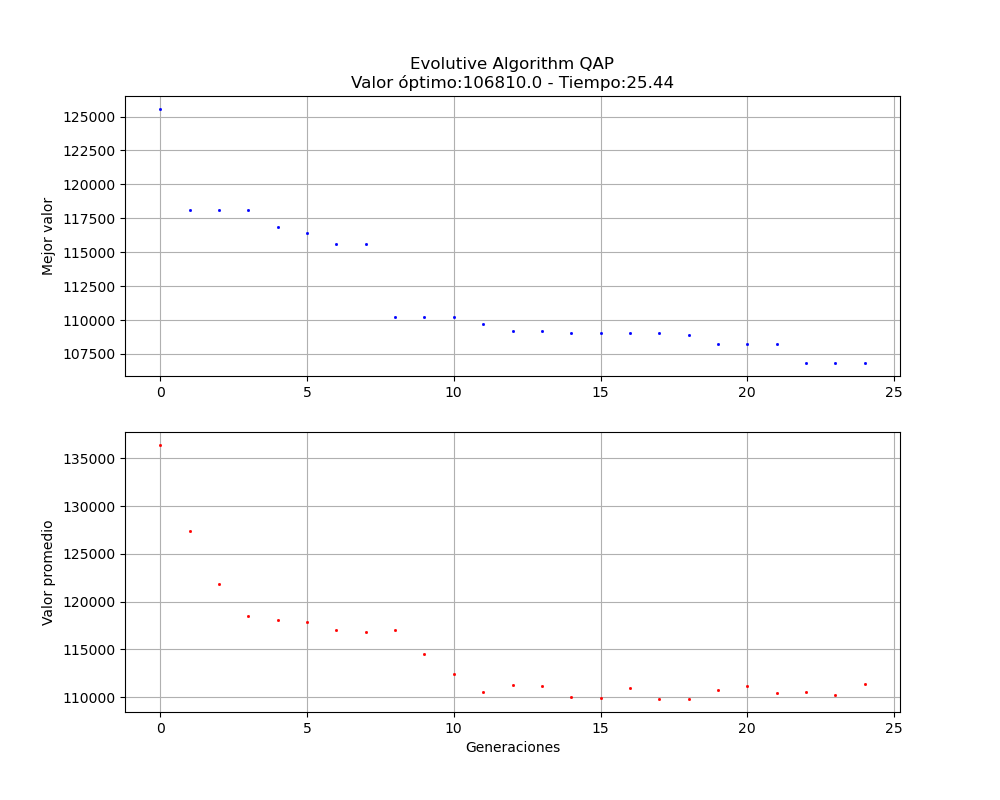 Evolutive Algorithm QAP
Valor óptimo:106810.0 - Tiempo:25.44
Mejor valor
125000
122500
120000
117500
115000
112500
110000
107500
0 5 10 15 20 25
Valor promedio
135000
130000
125000
120000
115000
110000
0 5 10 15 20 25
Generaciones